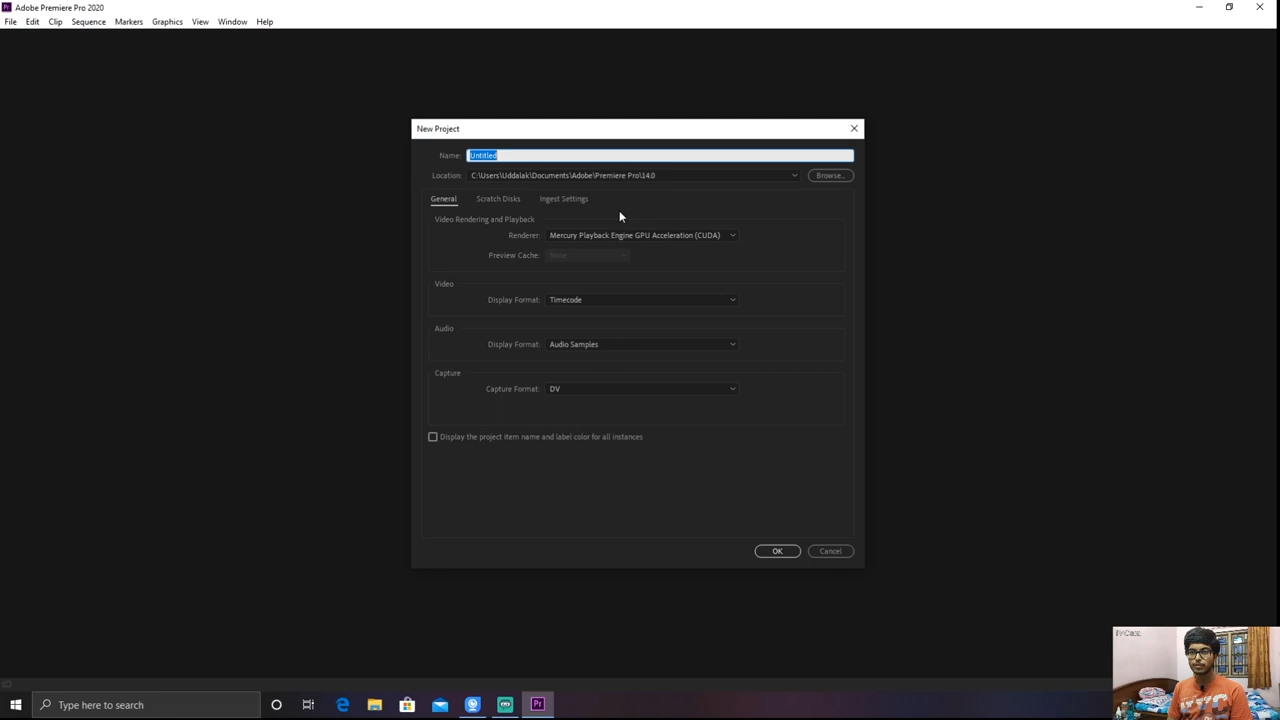 Adobe Premiere Pro 2020
File Edit Clip Sequence Markers Graphics View Window Help
New Project
Name: Untitled
Location: C:\Users\Uddalak\Documents\Adobe\Premiere Pro\14.0 Browse...
General Scratch Disks Ingest Settings
Video Rendering and Playback
Renderer: Mercury Playback Engine GPU Acceleration (CUDA)
Preview Cache: None
Video
Display Format: Timecode
Audio
Display Format: Audio Samples
Capture
Capture Format: DV
Display the project item name and label color for all instances
OK Cancel
Type here to search